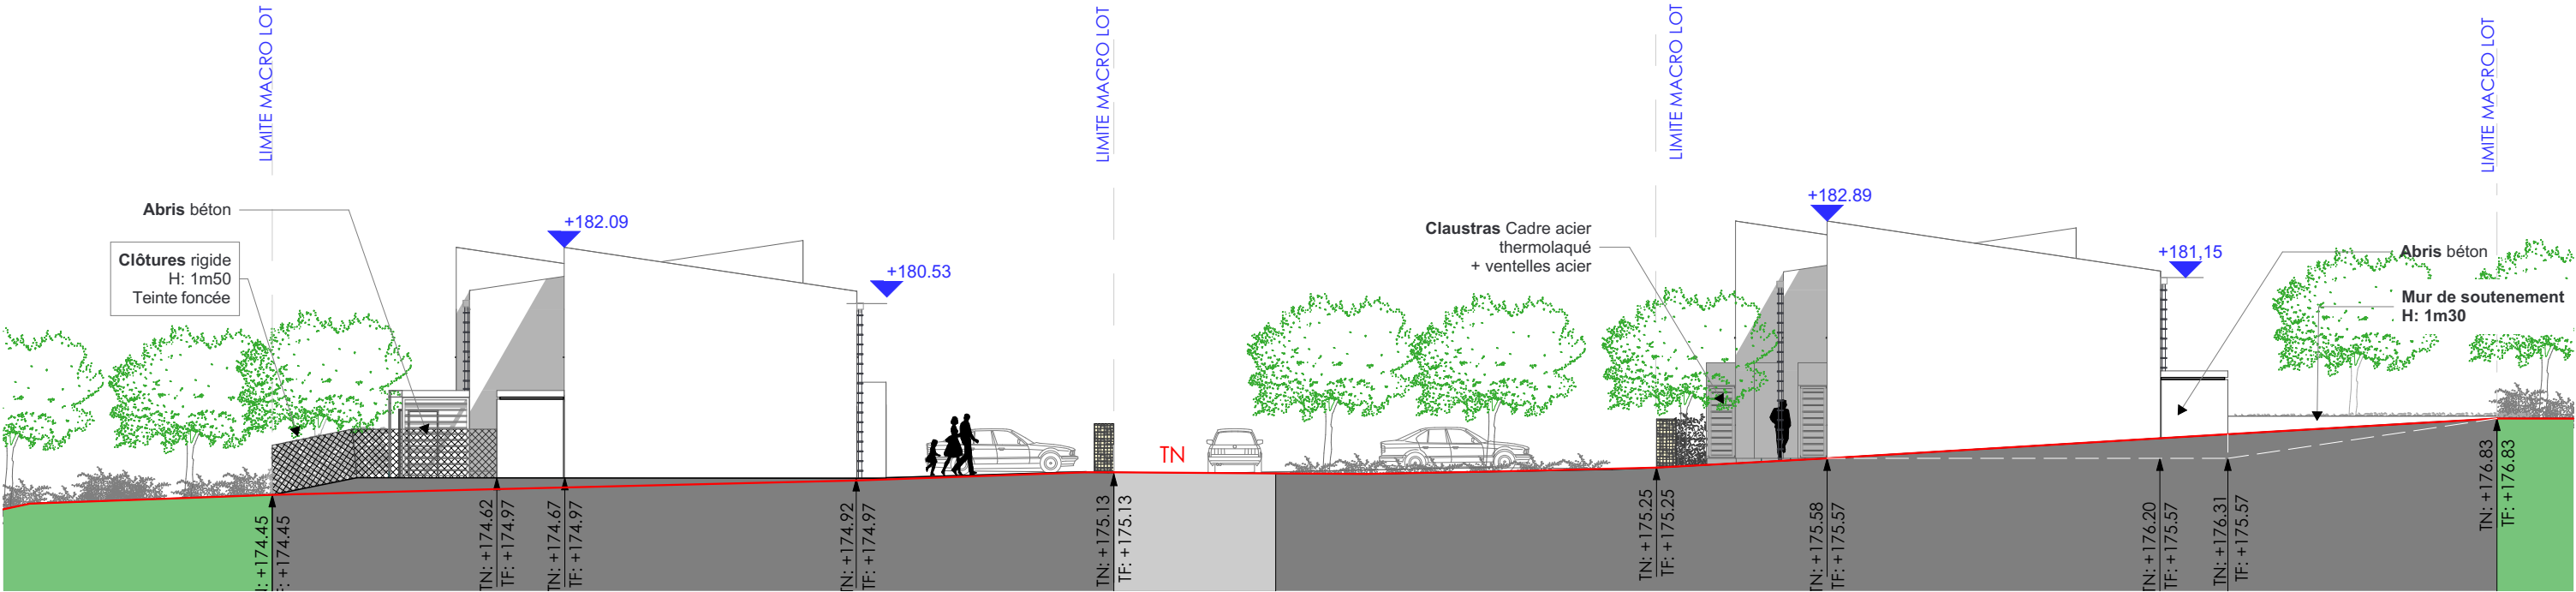 LIMITE MACRO LOT
LIMITE MACRO LOT
LIMITE MACRO LOT
LIMITE MACRO LOT
Abris béton
Clôtures rigide
H: 1m50
Teinte foncée
+182.09
+180.53
Claustras Cadre acier
thermolaqué
+ ventelles acier
+182.89
+181,15
Abris béton
Mur de soutenement
H: 1m30
TN
: +174.45
: +174.45
TN: +174.62
TF: +174.97
TN: +174.67
TF: +174.97
TN: +174.92
TF: +174.97
TN: +175.13
TF: +175.13
TN: +175.25
TF: +175.25
TN: +175.58
TF: +175.57
TN: +176.20
TF: +175.57
TN: +176.31
TF: +175.57
TN: +176.83
TF: +176.83